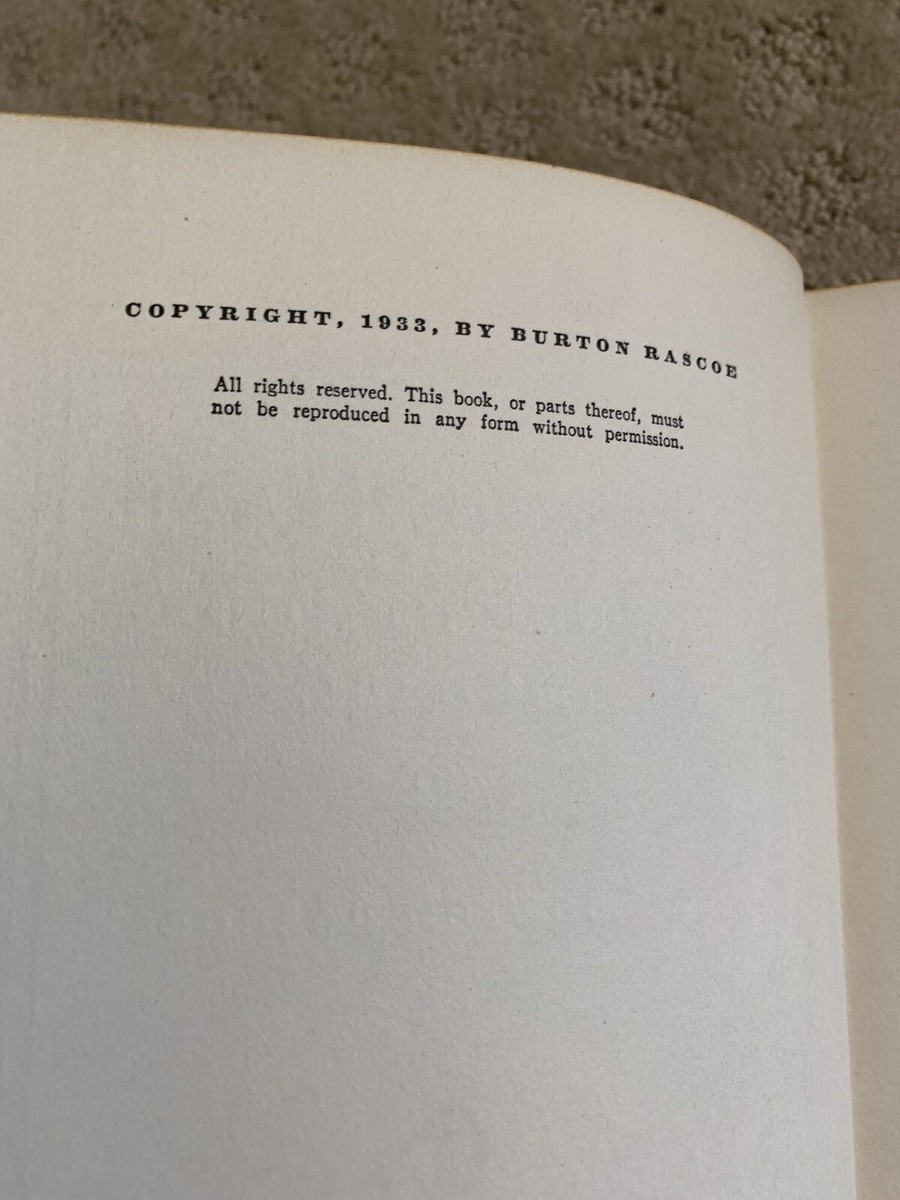 COPYRIGHT, 1933, BY BURTON RASCOE
All rights reserved. This book, or parts thereof, must
not be reproduced in any form without permission.